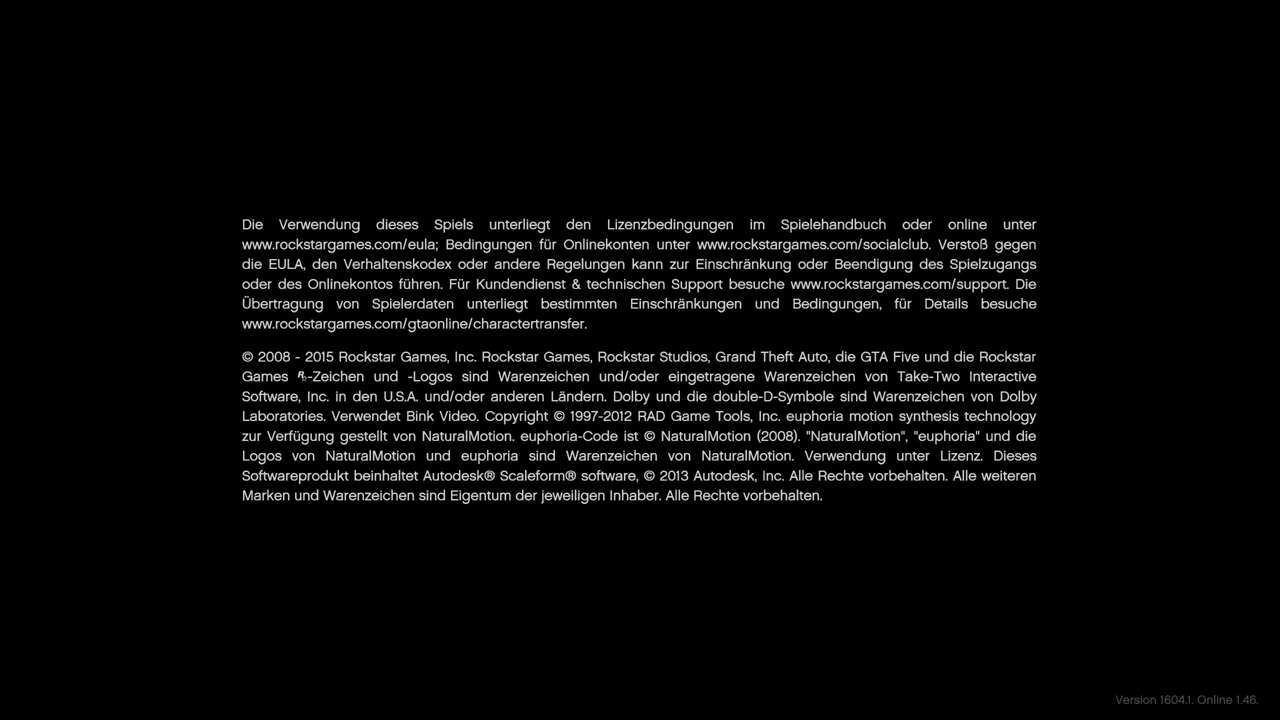 Die Verwendung dieses Spiels unterliegt den Lizenzbedingungen im Spielehandbuch oder online unter
www.rockstargames.com/eula; Bedingungen für Onlinekonten unter www.rockstargames.com/socialclub. Verstoß gegen
die EULA, den Verhaltenskodex oder andere Regelungen kann zur Einschränkung oder Beendigung des Spielzugangs
oder des Onlinekontos führen. Für Kundendienst & technischen Support besuche www.rockstargames.com/support. Die
Übertragung von Spielerdaten unterliegt bestimmten Einschränkungen und Bedingungen, für Details besuche
www.rockstargames.com/gtaonline/charactertransfer.
© 2008 - 2015 Rockstar Games, Inc. Rockstar Games, Rockstar Studios, Grand Theft Auto, die GTA Five und die Rockstar
Games R*-Zeichen und -Logos sind Warenzeichen und/oder eingetragene Warenzeichen von Take-Two Interactive
Software, Inc. in den U.S.A. und/oder anderen Ländern. Dolby und die double-D-Symbole sind Warenzeichen von Dolby
Laboratories. Verwendet Bink Video. Copyright © 1997-2012 RAD Game Tools, Inc. euphoria motion synthesis technology
zur Verfügung gestellt von NaturalMotion. euphoria-Code ist © NaturalMotion (2008). "NaturalMotion", "euphoria" und die
Logos von NaturalMotion und euphoria sind Warenzeichen von NaturalMotion. Verwendung unter Lizenz. Dieses
Softwareprodukt beinhaltet Autodesk® Scaleform® software, © 2013 Autodesk, Inc. Alle Rechte vorbehalten. Alle weiteren
Marken und Warenzeichen sind Eigentum der jeweiligen Inhaber. Alle Rechte vorbehalten.
Version 1604.1. Online 1.46.